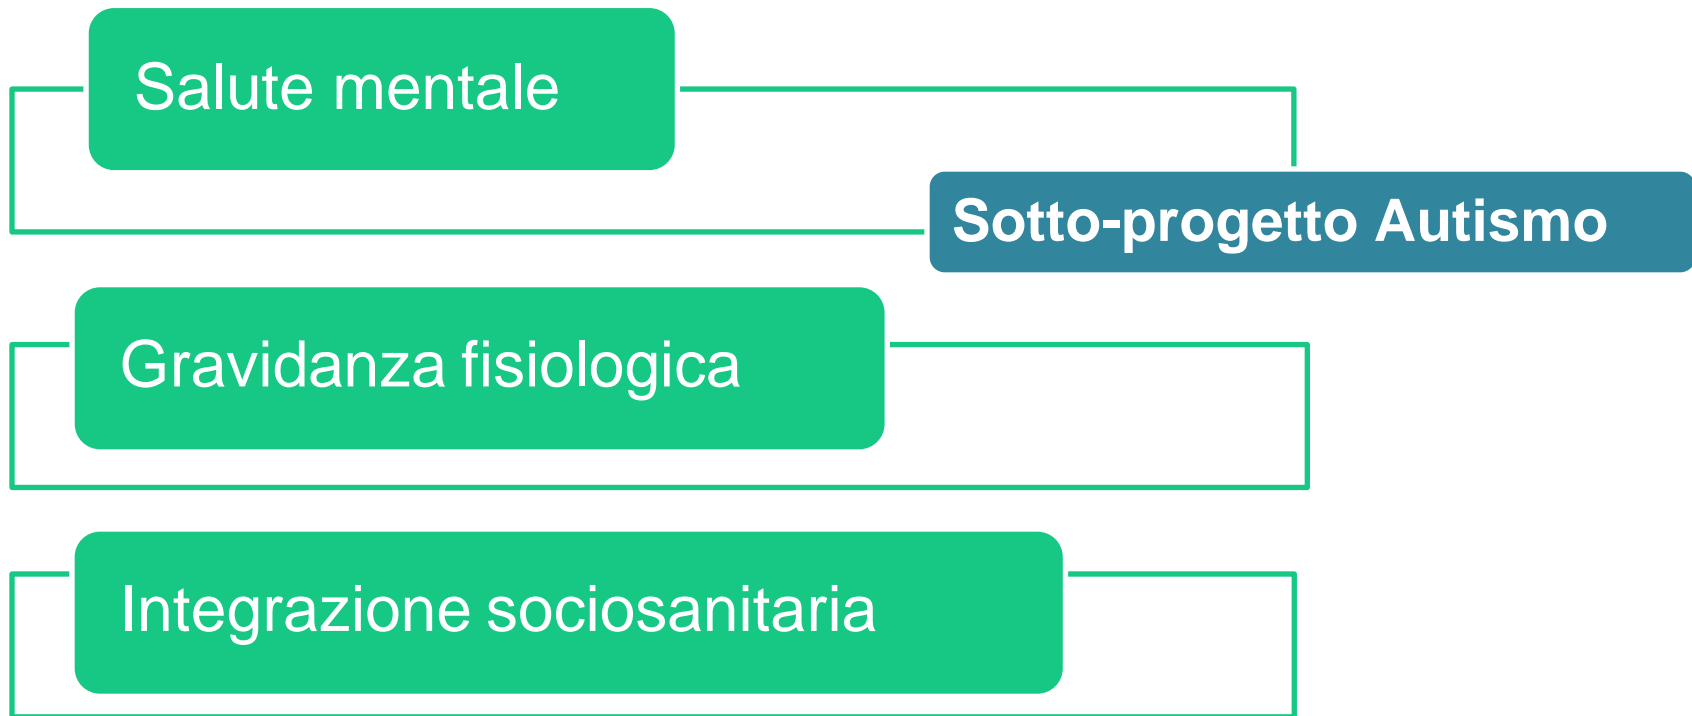 Salute mentale
Sotto-progetto Autismo
Gravidanza fisiologica
Integrazione sociosanitaria